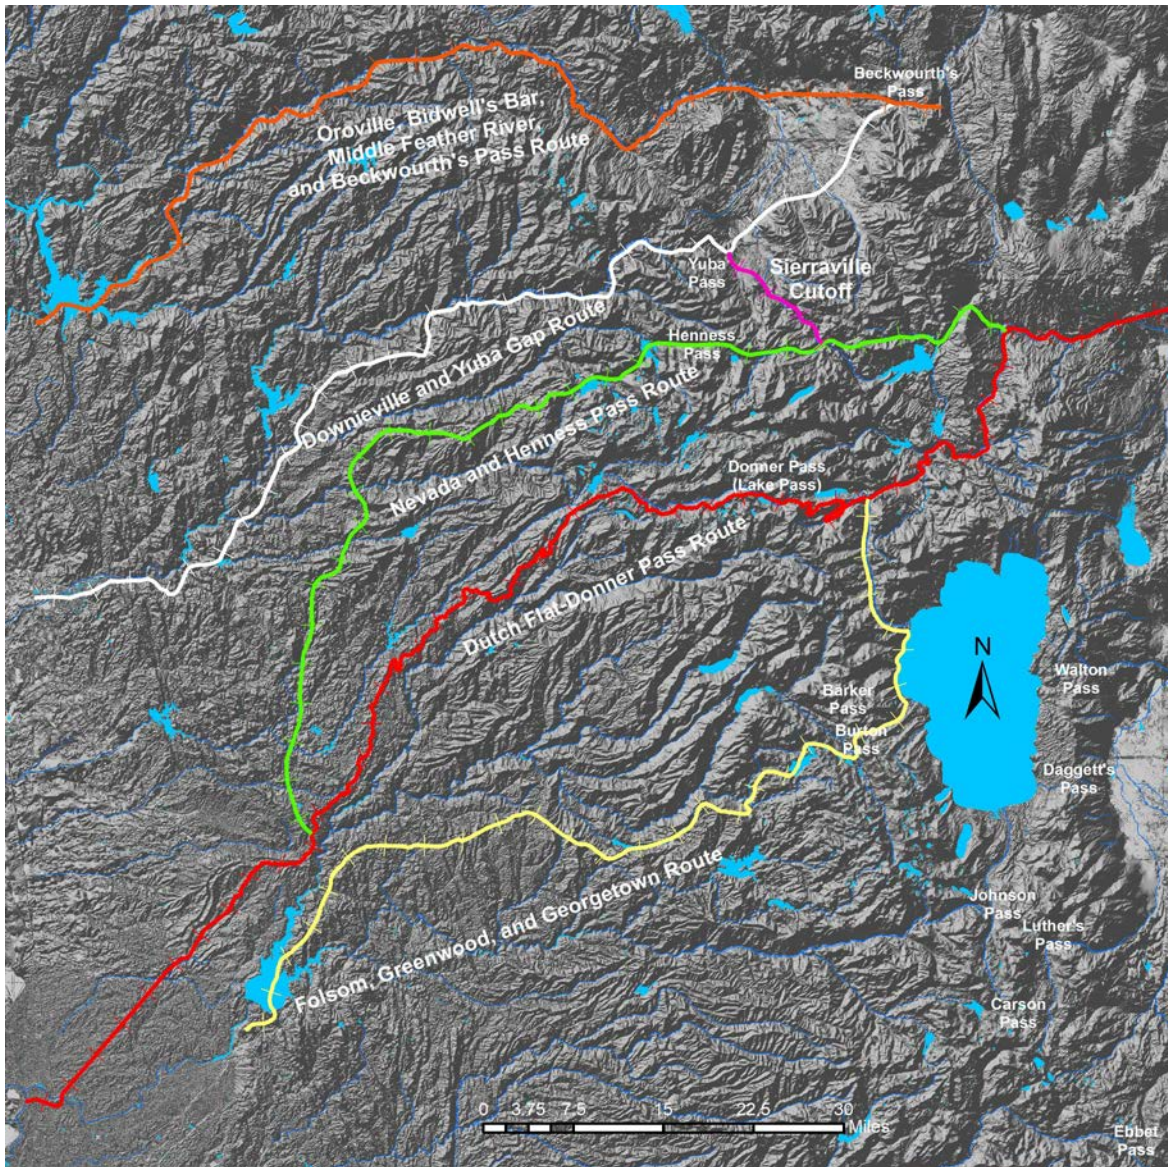 Beckwourth's
Pass
Oroville, Bidwell's Bar,
Middle Feather River,
and Beckwourth's Pass Route
Yuba
Pass
Sierraville
Cutoff
Downieville and Yuba Gap Route
Henness
Pass
Nevada and Henness Pass Route
Donner Pass
(Lake Pass)
Dutch Flat-Donner Pass Route
N
Walton
Pass
Barker
Pass
Burton
Pass
Daggett's
Pass
Folsom, Greenwood, and Georgetown Route
Johnson
Pass
Luther's
Pass
Carson
Pass
0 3.75 7.5 15 22.5 30
Miles
Ebbet
Pass